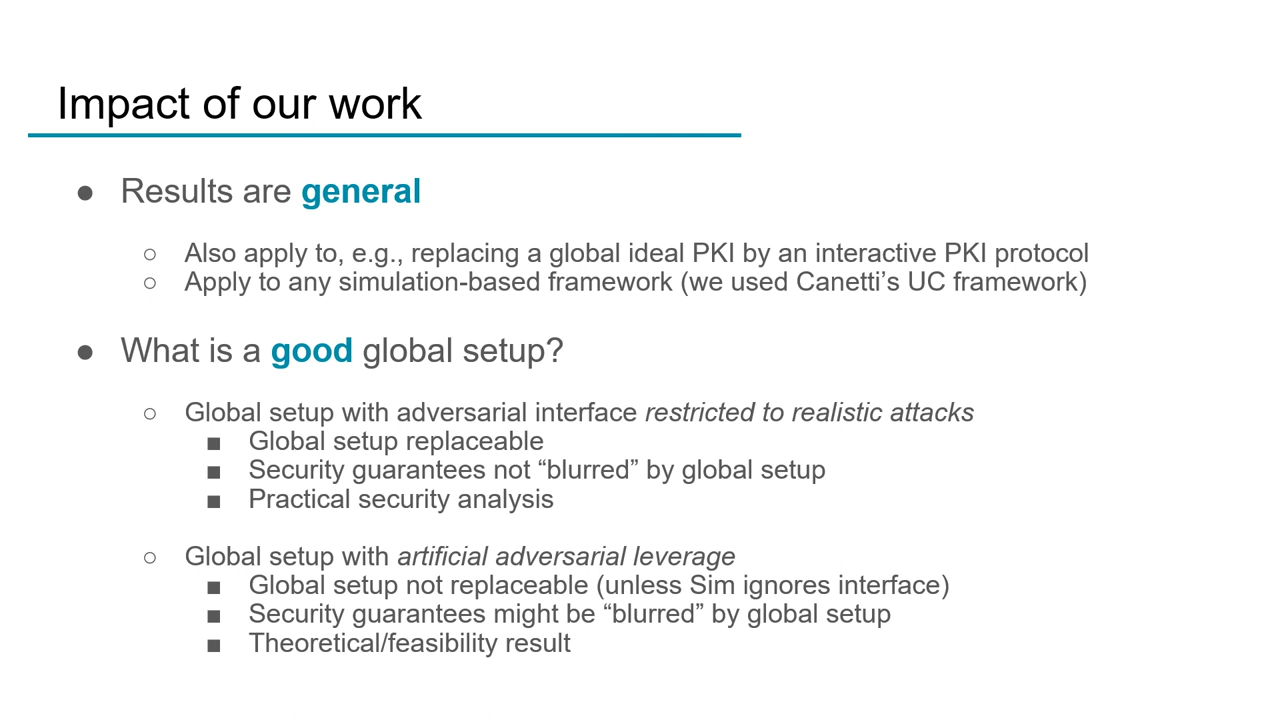 Impact of our work
● Results are general
○ Also apply to, e.g., replacing a global ideal PKI by an interactive PKI protocol
○ Apply to any simulation-based framework (we used Canetti’s UC framework)
● What is a good global setup?
○ Global setup with adversarial interface restricted to realistic attacks
■ Global setup replaceable
■ Security guarantees not “blurred” by global setup
■ Practical security analysis
○ Global setup with artificial adversarial leverage
■ Global setup not replaceable (unless Sim ignores interface)
■ Security guarantees might be “blurred” by global setup
■ Theoretical/feasibility result